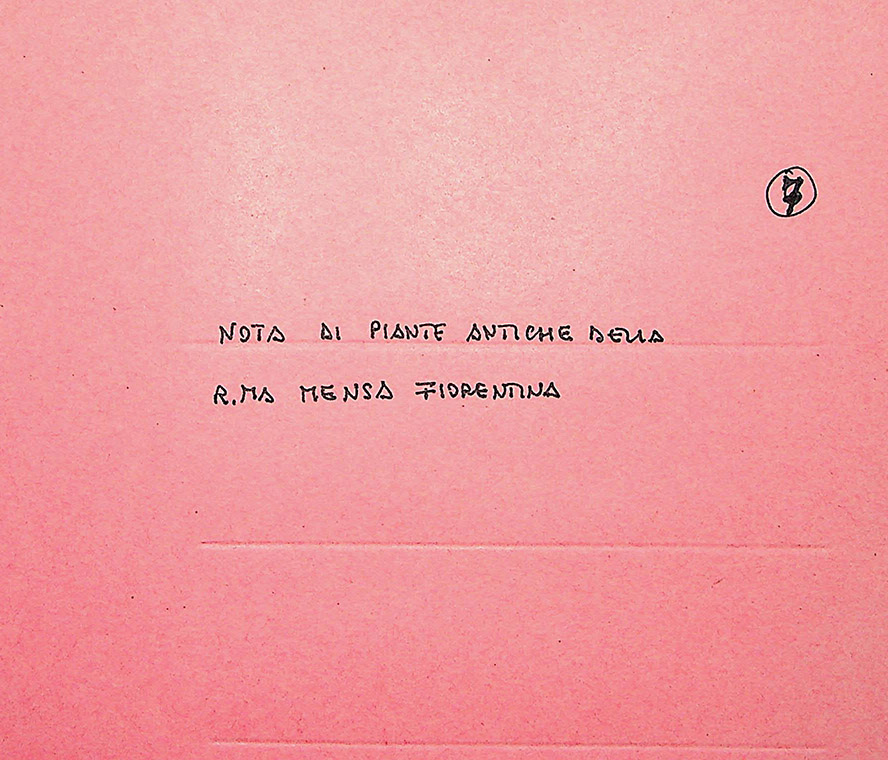 NOTA DI PIANTE ANTICHE DELLA
R.MA MENSA FIORENTINA